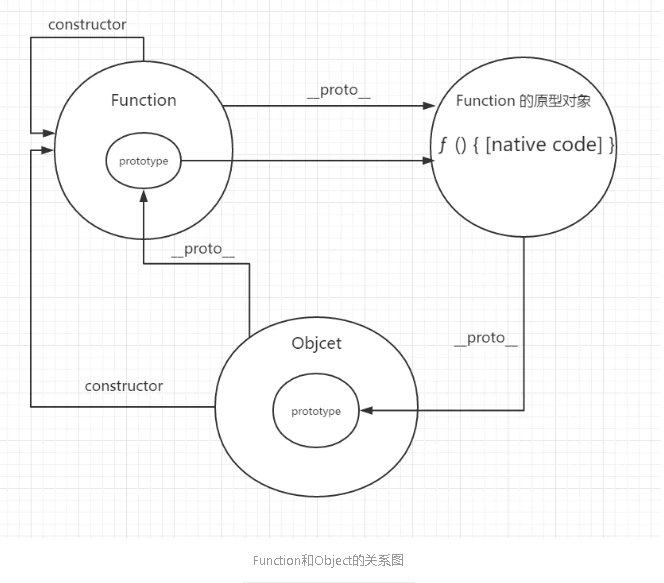 constructor
Function
prototype
__proto__
Function 的原型对象
ƒ () { [native code] }
__proto__
__proto__
Objcet
prototype
constructor
Function和Object的关系图